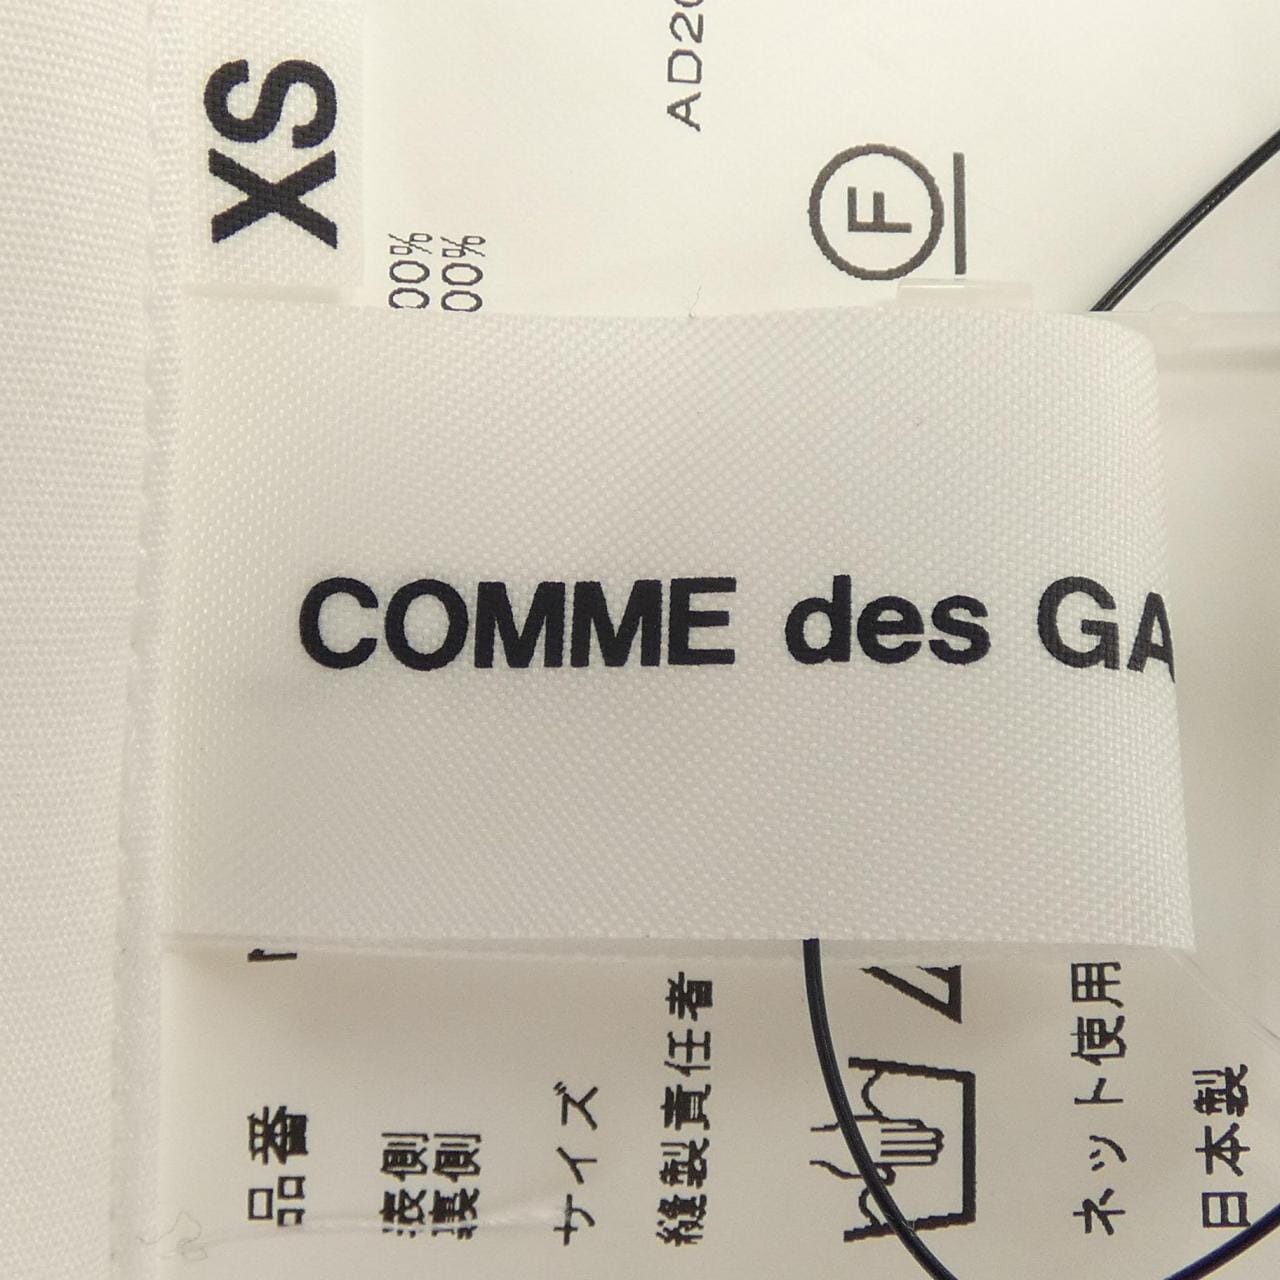 XS
COMME des GA
AD20
00%
00%
F
品番
表側
裏側
サイズ
縫製責任者
ネット使用
日本製